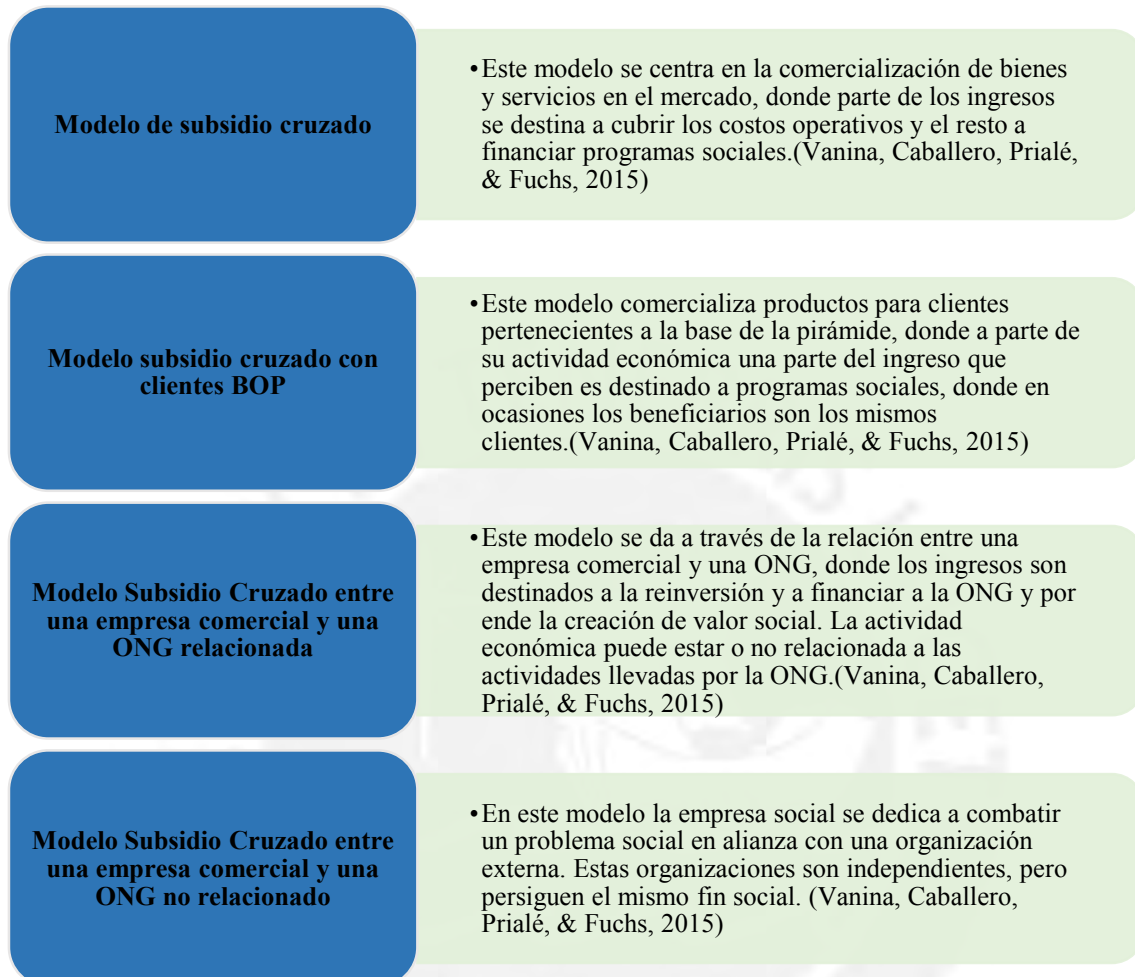 Modelo de subsidio cruzado
•Este modelo se centra en la comercialización de bienes
y servicios en el mercado, donde parte de los ingresos
se destina a cubrir los costos operativos y el resto a
financiar programas sociales.(Vanina, Caballero, Prialé,
& Fuchs, 2015)
Modelo subsidio cruzado con
clientes BOP
•Este modelo comercializa productos para clientes
pertenecientes a la base de la pirámide, donde a parte de
su actividad económica una parte del ingreso que
perciben es destinado a programas sociales, donde en
ocasiones los beneficiarios son los mismos
clientes.(Vanina, Caballero, Prialé, & Fuchs, 2015)
Modelo Subsidio Cruzado entre
una empresa comercial y una
ONG relacionada
•Este modelo se da a través de la relación entre una
empresa comercial y una ONG, donde los ingresos son
destinados a la reinversión y a financiar a la ONG y por
ende la creación de valor social. La actividad
económica puede estar o no relacionada a las
actividades llevadas por la ONG.(Vanina, Caballero,
Prialé, & Fuchs, 2015)
Modelo Subsidio Cruzado entre
una empresa comercial y una
ONG no relacionado
•En este modelo la empresa social se dedica a combatir
un problema social en alianza con una organización
externa. Estas organizaciones son independientes, pero
persiguen el mismo fin social. (Vanina, Caballero,
Prialé, & Fuchs, 2015)